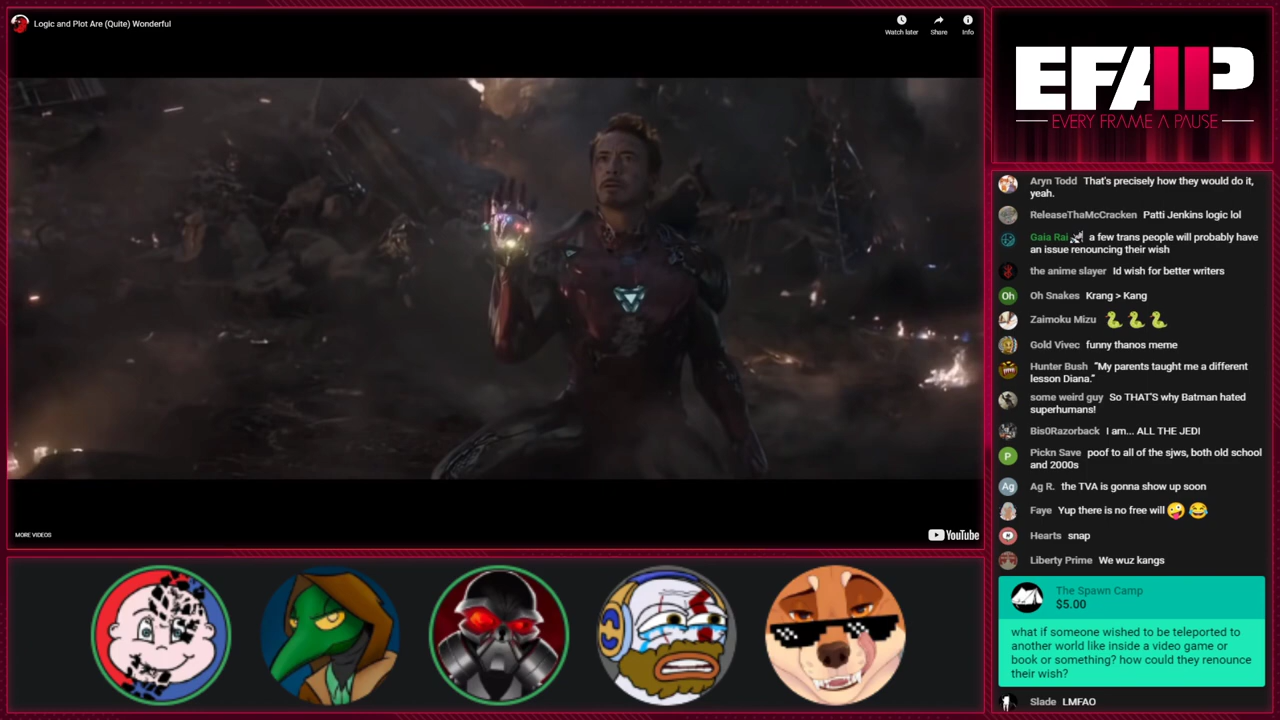 Logic and Plot Are (Quite) Wonderful
Watch later
Share
Info
MORE VIDEOS
YouTube
EFAP
EVERY FRAME A PAUSE
Aryn Todd That's precisely how they would do it,
yeah.
ReleaseThaMcCracken Patti Jenkins logic lol
Gaia Rai a few trans people will probably have
an issue renouncing their wish
the anime slayer Id wish for better writers
Oh
Oh Snakes Krang > Kang
Zaimoku Mizu 🐍 🐍 🐍
Gold Vivec funny thanos meme
Hunter Bush “My parents taught me a different
lesson Diana.”
some weird guy So THAT'S why Batman hated
superhumans!
Bis0Razorback I am... ALL THE JEDI
P
Pickn Save poof to all of the sjws, both old school
and 2000s
Ag
Ag R. the TVA is gonna show up soon
Faye Yup there is no free will 🤪 😂
Hearts snap
Liberty Prime We wuz kangs
The Spawn Camp
$5.00
what if someone wished to be teleported to
another world like inside a video game or
book or something? how could they renounce
their wish?
Slade LMFAO